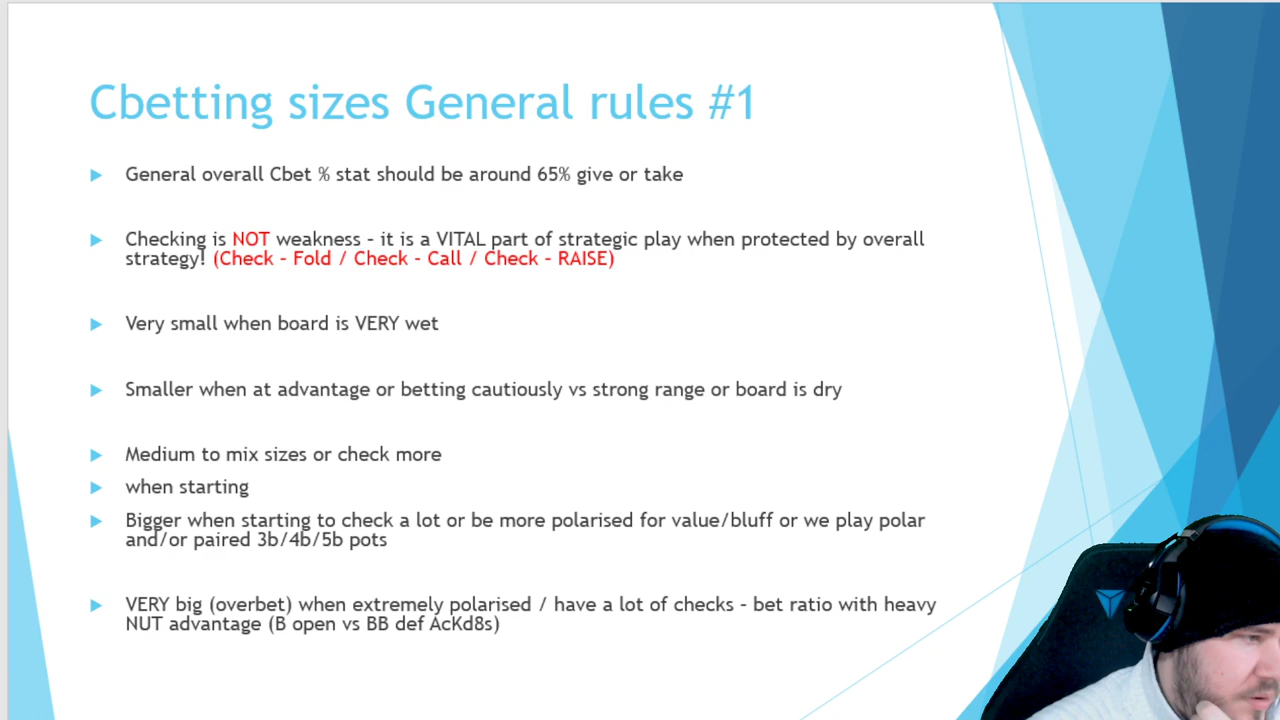 Cbetting sizes General rules #1
General overall Cbet % stat should be around 65% give or take
Checking is NOT weakness – it is a VITAL part of strategic play when protected by overall
strategy! (Check – Fold / Check – Call / Check – RAISE)
Very small when board is VERY wet
Smaller when at advantage or betting cautiously vs strong range or board is dry
Medium to mix sizes or check more
when starting
Bigger when starting to check a lot or be more polarised for value/bluff or we play polar
and/or paired 3b/4b/5b pots
VERY big (overbet) when extremely polarised / have a lot of checks – bet ratio with heavy
NUT advantage (B open vs BB def AcKd8s)